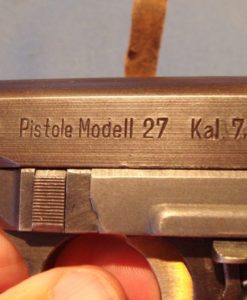 Pistole Modell 27 Kal. 7,